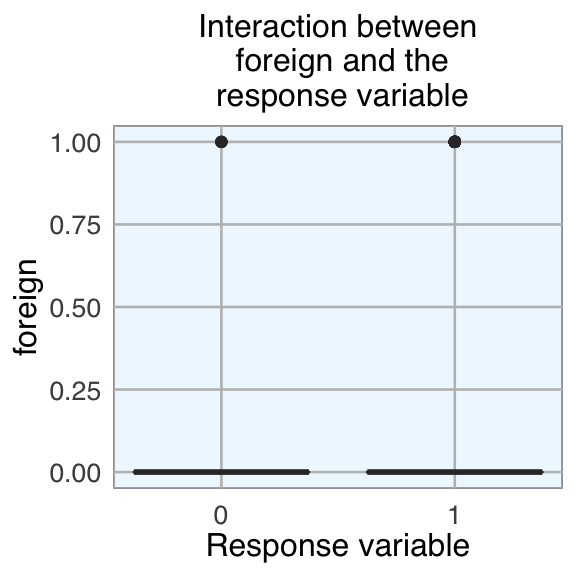 Interaction between
foreign and the
response variable
foreign
1.00
0.75
0.50
0.25
0.00
0 1
Response variable